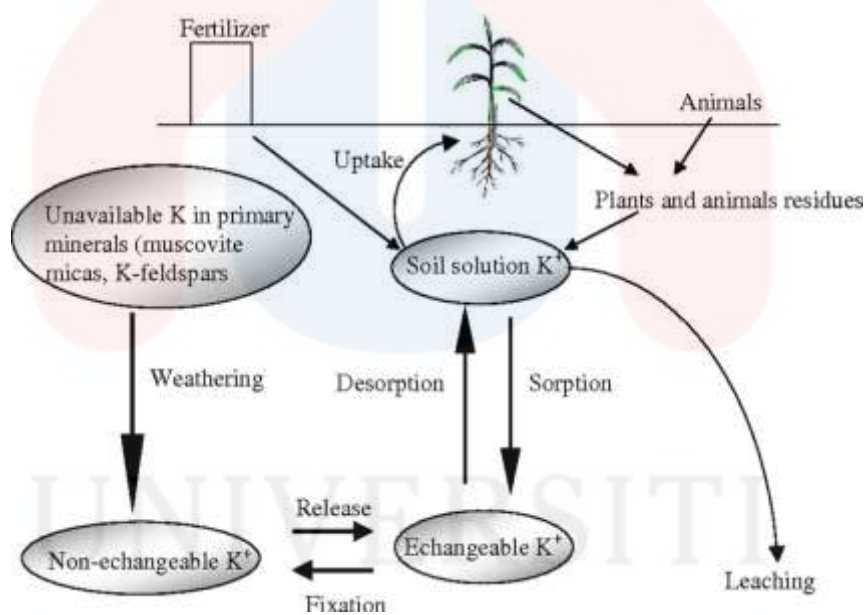 Fertilizer
Animals
Uptake
Plants and animals residues
Unavailable K in primary
minerals (muscovite
micas, K-feldspars
Soil solution K⁺
Weathering
Desorption
Sorption
UNIVERSITI
Release
Non-echangeable K⁺
Echangeable K⁺
Fixation
Leaching